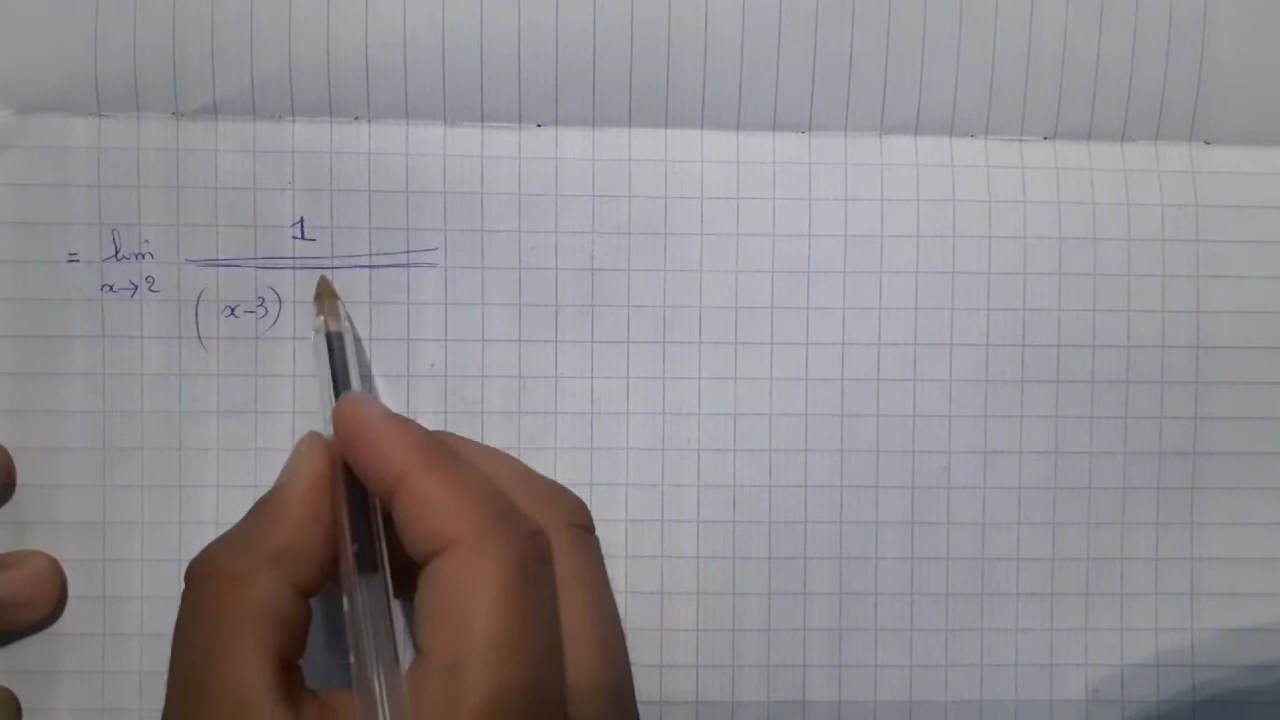 = lim 1
x→2 (x-3)